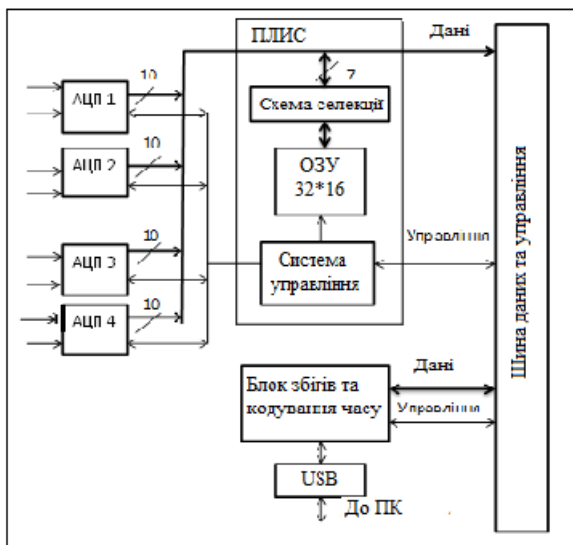 ПЛИС
Дані
10
АЦП 1
7
Схема селекції
10
АЦП 2
ОЗУ
32*16
10
АЦП 3
Управління
Система
управління
10
АЦП 4
Шина даних та управління
Блок збігів та
кодування часу
Дані
Управління
USB
До ПК